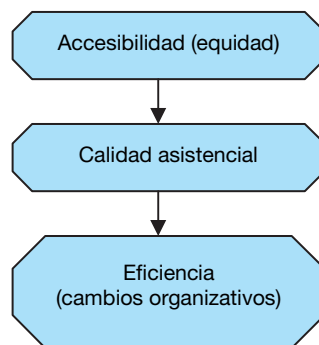 Accesibilidad (equidad)
Calidad asistencial
Eficiencia
(cambios organizativos)